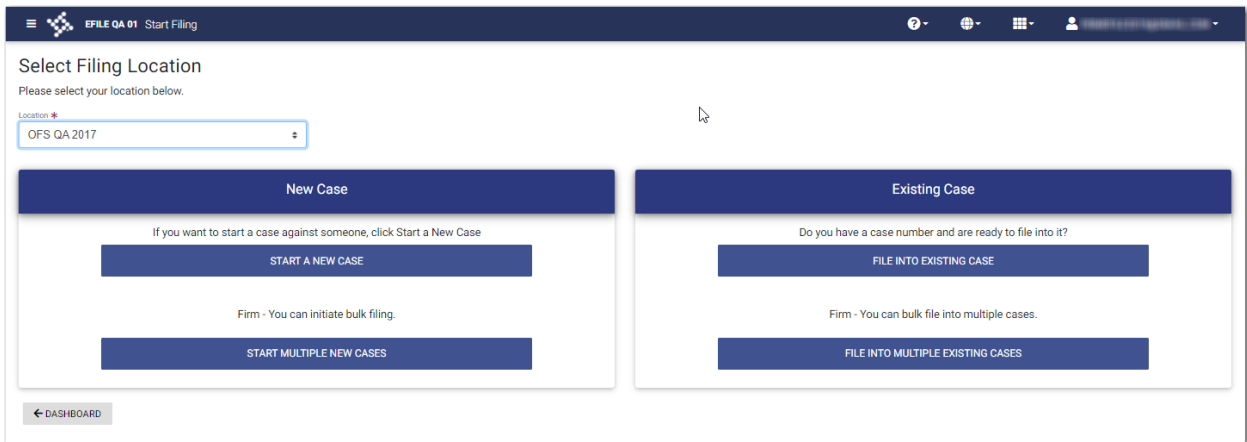 EFILE QA 01 Start Filing
Select Filing Location
Please select your location below.
Location *
OFS QA 2017
New Case
If you want to start a case against someone, click Start a New Case
START A NEW CASE
Firm - You can initiate bulk filing.
START MULTIPLE NEW CASES
Existing Case
Do you have a case number and are ready to file into it?
FILE INTO EXISTING CASE
Firm - You can bulk file into multiple cases.
FILE INTO MULTIPLE EXISTING CASES
DASHBOARD